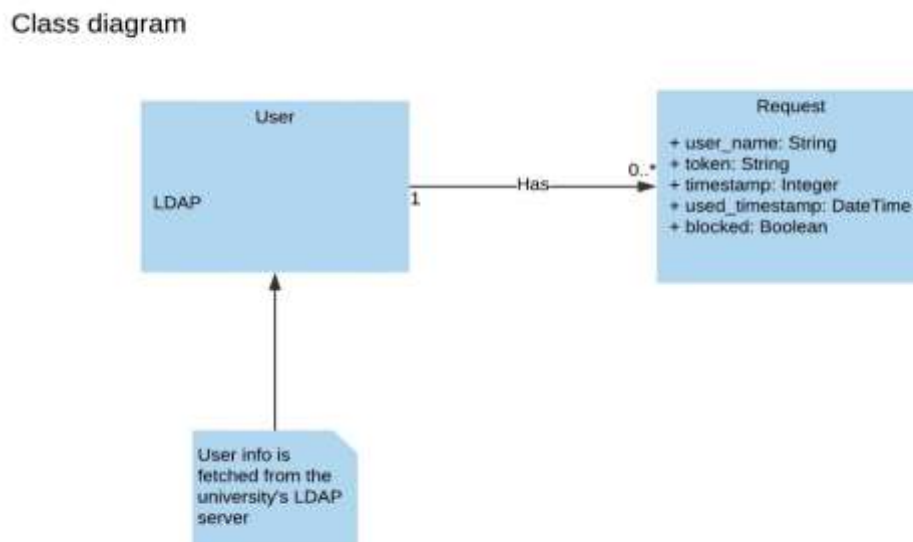 Class diagram
User
LDAP
1
Has
0..*
Request
+ user_name: String
+ token: String
+ timestamp: Integer
+ used_timestamp: DateTime
+ blocked: Boolean
User info is
fetched from the
university's LDAP
server